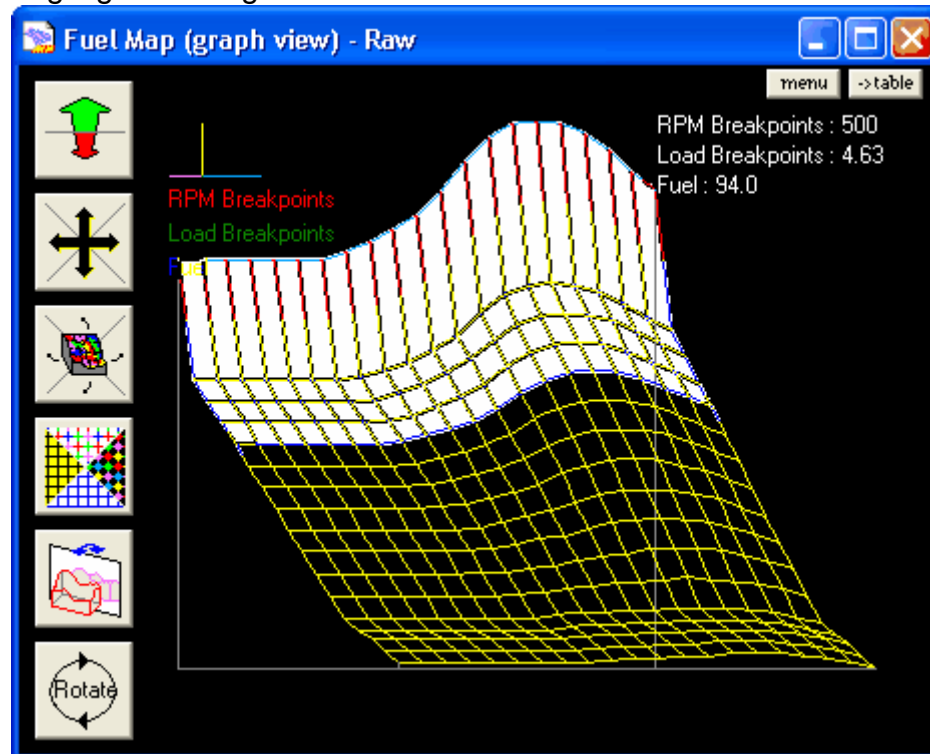 Fuel Map (graph view) - Raw
menu ->table
RPM Breakpoints : 500
Load Breakpoints : 4.63
Fuel : 94.0
RPM Breakpoints
Load Breakpoints
Fuel
Rotate